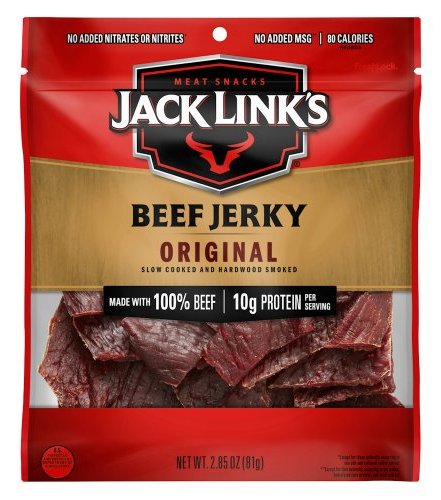 NO ADDED NITRATES OR NITRITES
NO ADDED MSG | 80 CALORIES
MEAT SNACKS
JACK LINK'S
BEEF JERKY
ORIGINAL
SLOW COOKED AND HARDWOOD SMOKED
MADE WITH 100% BEEF | 10g PROTEIN PER SERVING
NET WT. 2.85 OZ (81g)